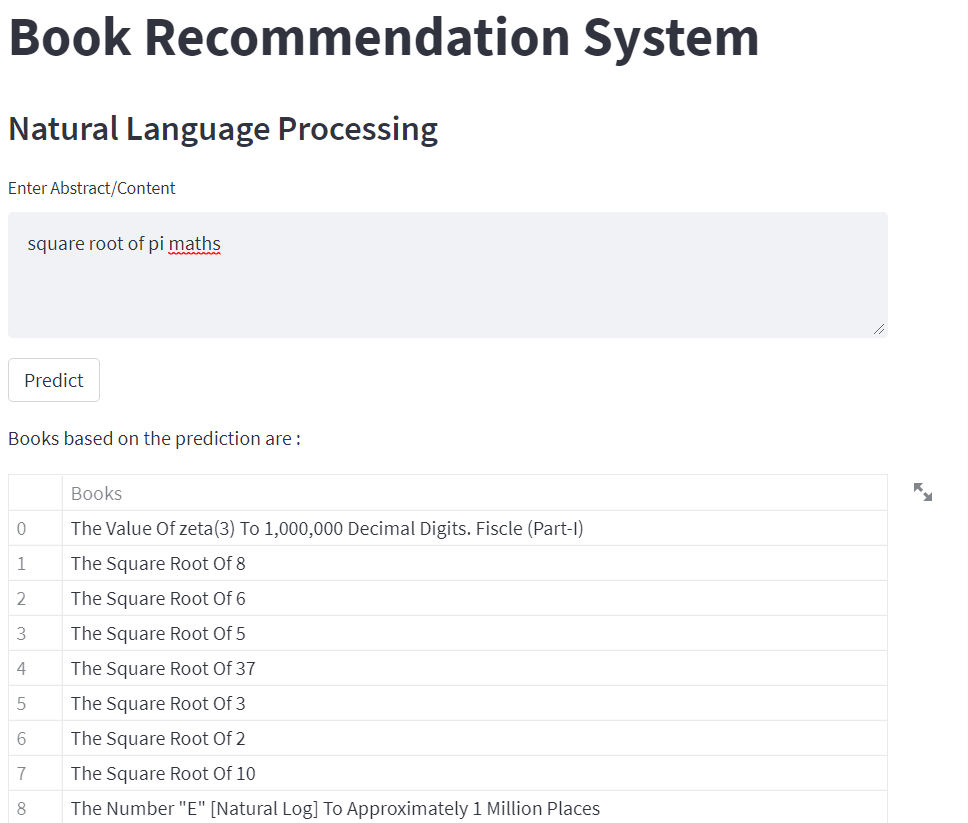 Book Recommendation System
Natural Language Processing
Enter Abstract/Content
square root of pi maths
Predict
Books based on the prediction are :
Books
0 The Value Of zeta(3) To 1,000,000 Decimal Digits. Fiscle (Part-I)
1 The Square Root Of 8
2 The Square Root Of 6
3 The Square Root Of 5
4 The Square Root Of 37
5 The Square Root Of 3
6 The Square Root Of 2
7 The Square Root Of 10
8 The Number "E" [Natural Log] To Approximately 1 Million Places